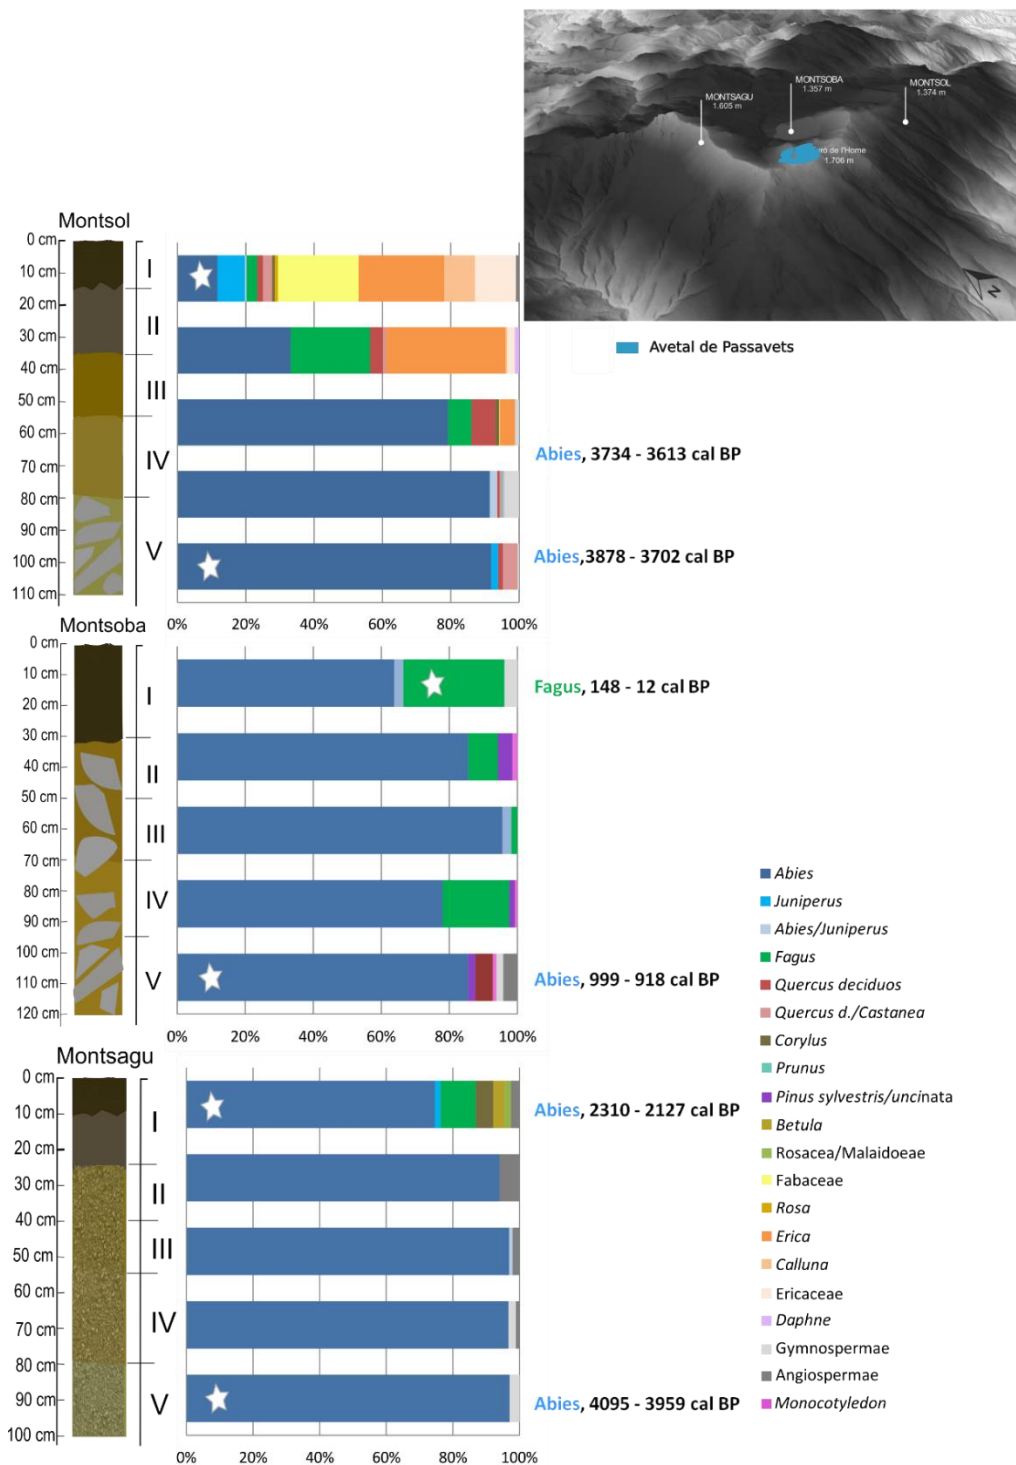 MONTSAGU
1.605 m
MONTSOBA
1.357 m
MONTSOL
1.374 m
de l'Home
1.706 m
N
Avetal de Passavets
Montsol
0 cm
10 cm
20 cm
30 cm
40 cm
50 cm
60 cm
70 cm
80 cm
90 cm
100 cm
110 cm
I
II
III
IV
V
Abies, 3734 - 3613 cal BP
Abies,3878 - 3702 cal BP
0% 20% 40% 60% 80% 100%
Montsoba
0 cm
10 cm
20 cm
30 cm
40 cm
50 cm
60 cm
70 cm
80 cm
90 cm
100 cm
110 cm
120 cm
I
II
III
IV
V
Fagus, 148 - 12 cal BP
Abies, 999 - 918 cal BP
0% 20% 40% 60% 80% 100%
Montsagu
0 cm
10 cm
20 cm
30 cm
40 cm
50 cm
60 cm
70 cm
80 cm
90 cm
100 cm
I
II
III
IV
V
Abies, 2310 - 2127 cal BP
Abies, 4095 - 3959 cal BP
0% 20% 40% 60% 80% 100%
Abies
Juniperus
Abies/Juniperus
Fagus
Quercus deciduos
Quercus d./Castanea
Corylus
Prunus
Pinus sylvestris/uncinata
Betula
Rosacea/Malaidoeae
Fabaceae
Rosa
Erica
Calluna
Ericaceae
Daphne
Gymnospermae
Angiospermae
Monocotyledon